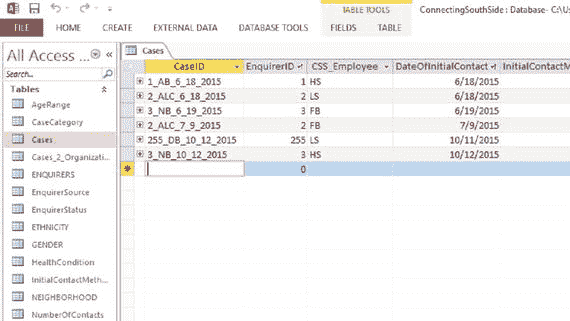 TABLE TOOLS
ConnectingSouthSide : Database- C:\U
FILE HOME CREATE EXTERNAL DATA DATABASE TOOLS FIELDS TABLE
All Access ...
Search...
Tables
AgeRange
CaseCategory
Cases
Cases_2_Organizati...
ENQUIRERS
EnquirerSource
EnquirerStatus
ETHNICITY
GENDER
HealthCondition
InitialContactMeth...
NEIGHBORHOOD
NumberOfContacts
Cases
CaseID EnquirerID CSS_Employee DateOfInitialContact InitialContactM
1_AB_6_18_2015 1 HS 6/18/2015
2_ALC_6_18_2015 2 LS 6/18/2015
3_NB_6_19_2015 3 FB 6/19/2015
2_ALC_7_9_2015 2 FB 7/9/2015
255_DB_10_12_2015 255 LS 10/11/2015
3_NB_10_12_2015 3 HS 10/12/2015
0